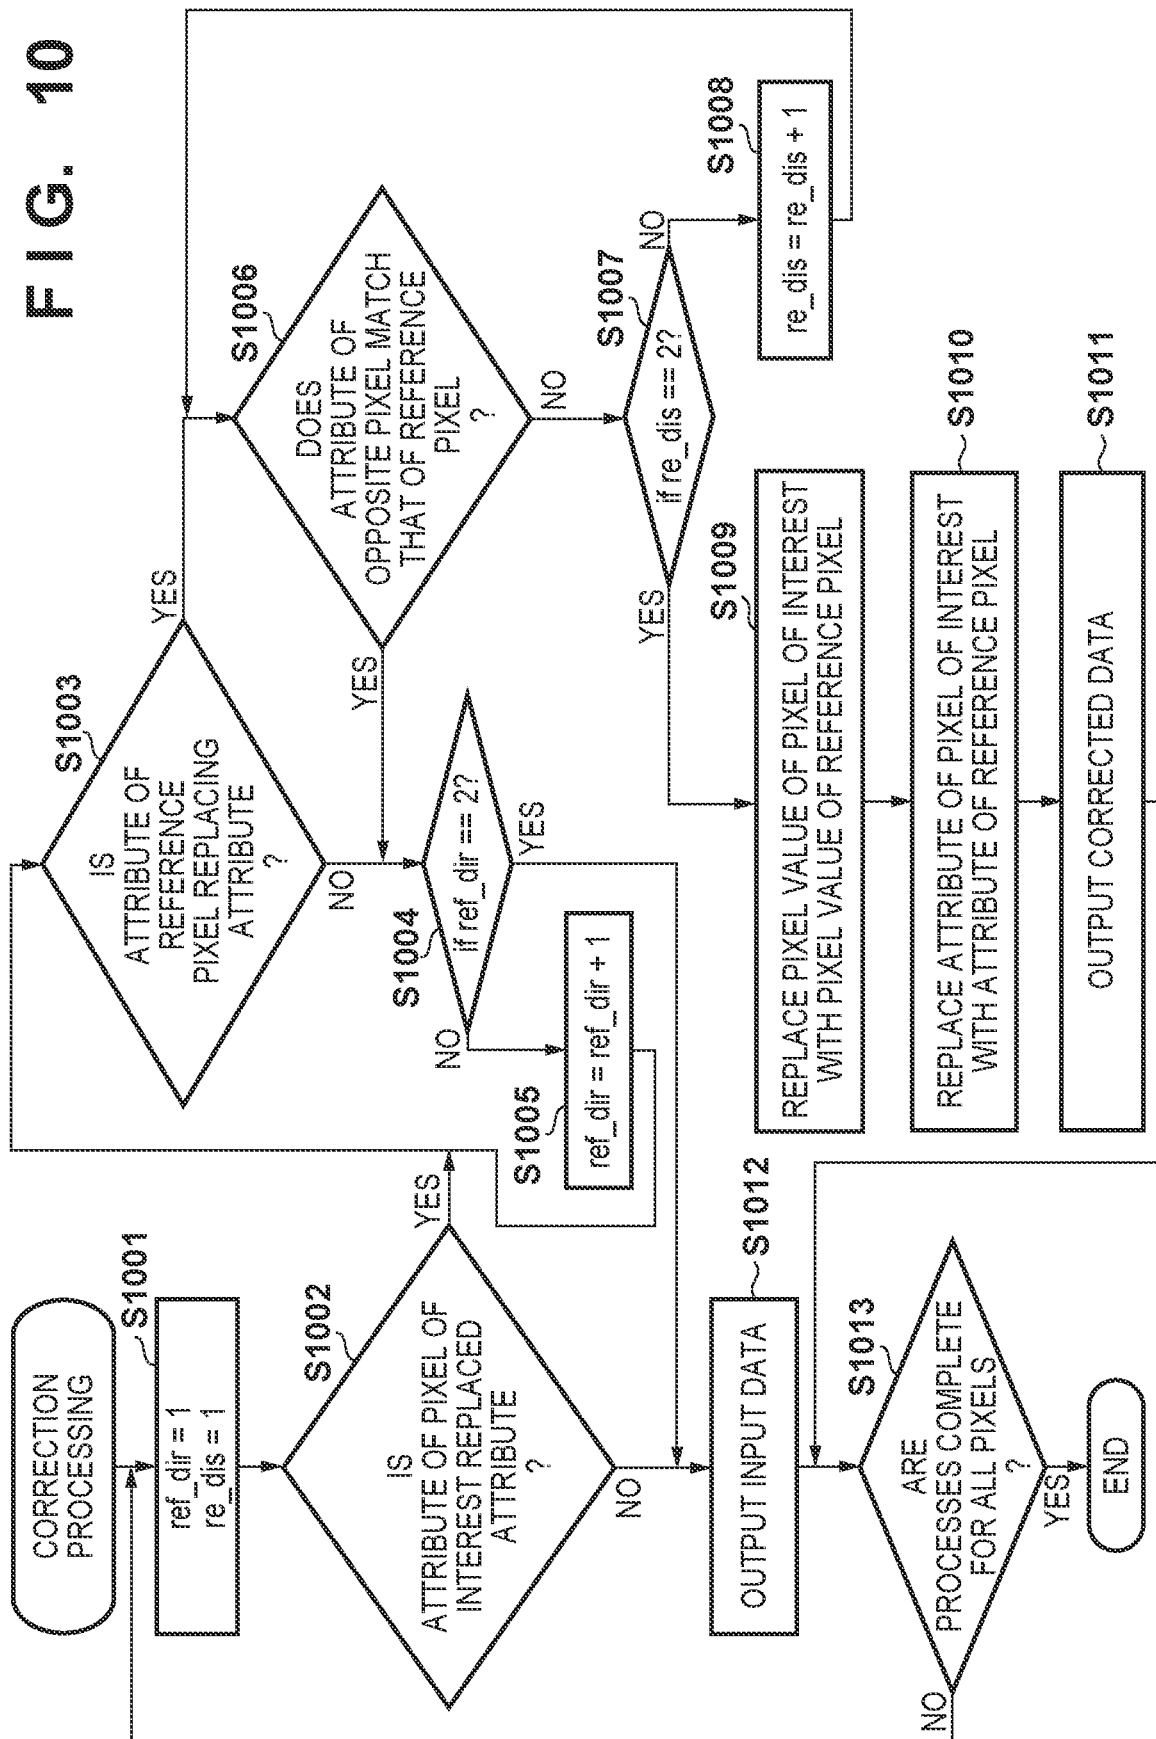 FIG. 10
CORRECTION
PROCESSING
S1001
ref_dir = 1
re_dis = 1
S1002
IS
ATTRIBUTE OF PIXEL OF
INTEREST REPLACED
ATTRIBUTE
?
YES
NO
S1003
IS
ATTRIBUTE OF
REFERENCE
PIXEL REPLACING
ATTRIBUTE
?
YES
NO
S1004
if ref_dir == 2?
NO
YES
S1005
ref_dir = ref_dir + 1
S1006
DOES
ATTRIBUTE OF
OPPOSITE PIXEL MATCH
THAT OF REFERENCE
PIXEL
?
YES
NO
S1007
if re_dis == 2?
NO
YES
S1008
re_dis = re_dis + 1
S1009
REPLACE PIXEL VALUE OF PIXEL OF INTEREST
WITH PIXEL VALUE OF REFERENCE PIXEL
S1010
REPLACE ATTRIBUTE OF PIXEL OF INTEREST
WITH ATTRIBUTE OF REFERENCE PIXEL
S1011
OUTPUT CORRECTED DATA
S1012
OUTPUT INPUT DATA
S1013
ARE
PROCESSES COMPLETE
FOR ALL PIXELS
?
NO
YES
END